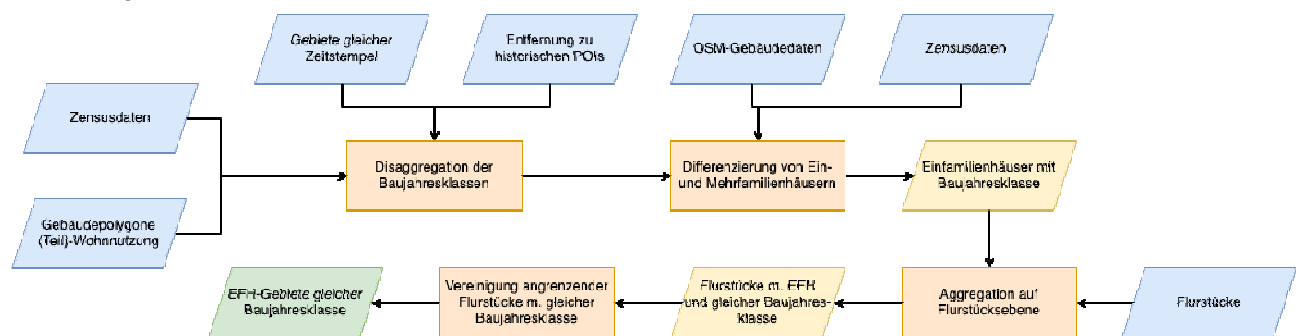 Gebiete gleicher
Zeitstempel
Entfernung zu
historischen POIs
OSM-Gebäudedaten
Zensusdaten
Zensusdaten
Disaggregation der
Baujahresklassen
Differenzierung von Ein-
und Mehrfamilienhäusern
Einfamilienhäuser mit
Baujahresklasse
Gebäudepolygone
(Teil)-Wohnnutzung
EFH-Gebiete gleicher
Baujahresklasse
Vereinigung angrenzender
Flurstücke m. gleicher
Baujahresklasse
Flurstücke m. EFH
und gleicher Baujahres-
klasse
Aggregation auf
Flurstücksebene
Flurstücke